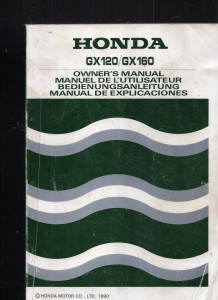 HONDA
GX120/GX160
OWNER'S MANUAL
MANUEL DE L'UTILISATEUR
BEDIENUNGSANLEITUNG
MANUAL DE EXPLICACIONES
© HONDA MOTOR CO., LTD. 1990